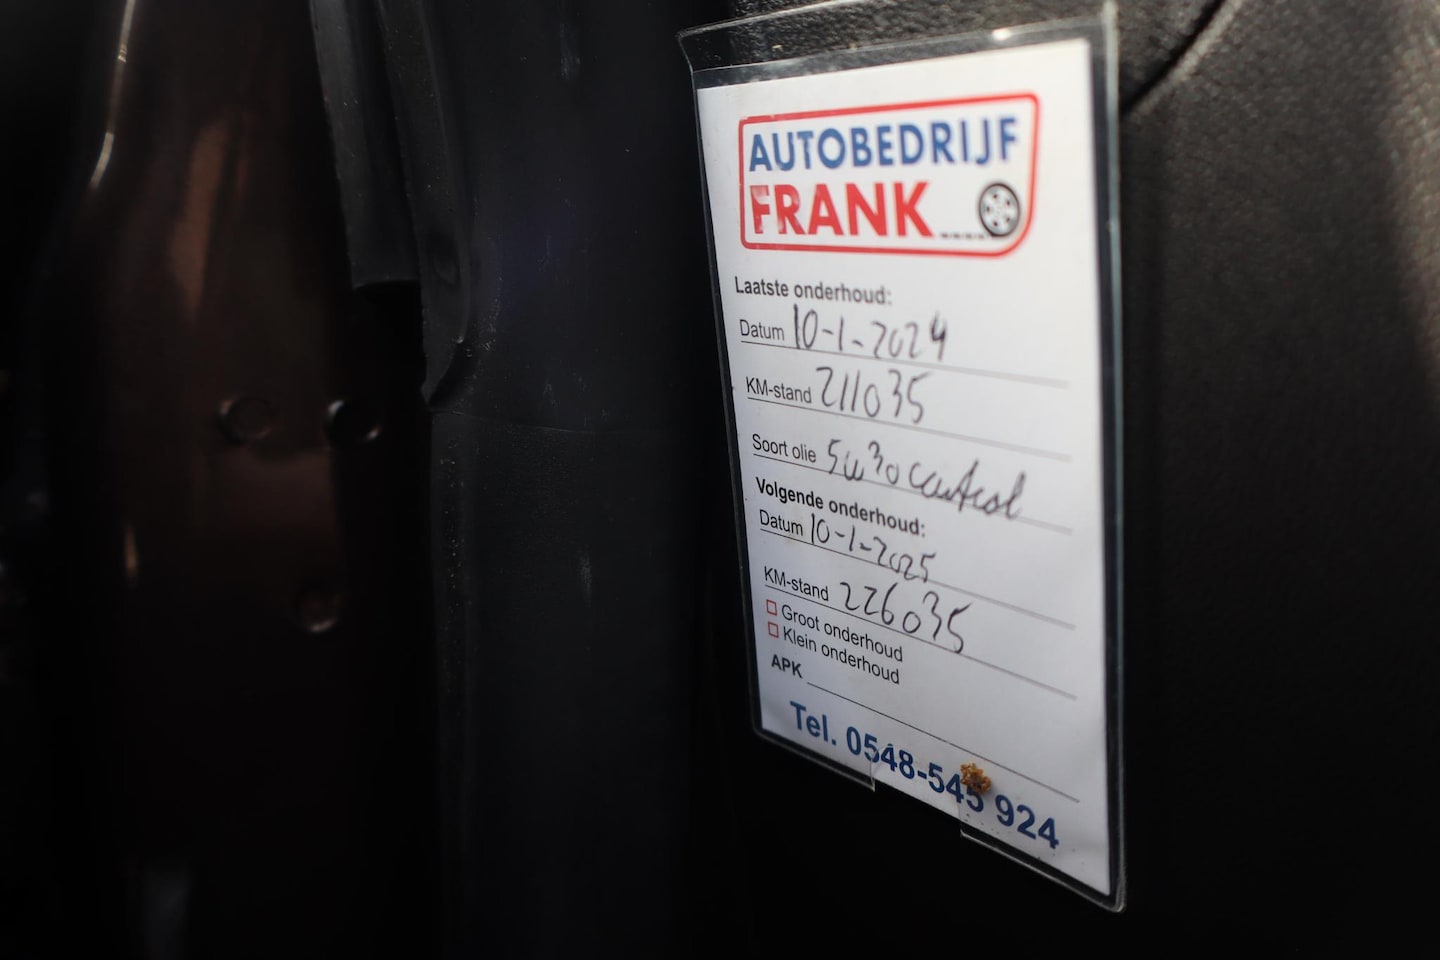 AUTOBEDRIJF
FRANK
Laatste onderhoud:
Datum 10-1-2024
KM-stand 211035
Soort olie 5w30 Castrol
Volgende onderhoud:
Datum 10-1-2025
KM-stand 226035
Groot onderhoud
Klein onderhoud
APK
Tel. 0548-545 924